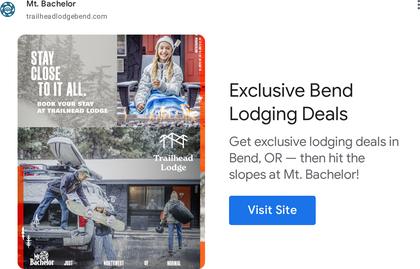 Mt. Bachelor
trailheadlodgebend.com
STAY
CLOSE
TO IT ALL.
BOOK YOUR STAY
AT TRAILHEAD LODGE
Trailhead
Lodge
Mt.
Bachelor
JUST NORTHWEST OF NORMAL
Exclusive Bend
Lodging Deals
Get exclusive lodging deals in
Bend, OR — then hit the
slopes at Mt. Bachelor!
Visit Site